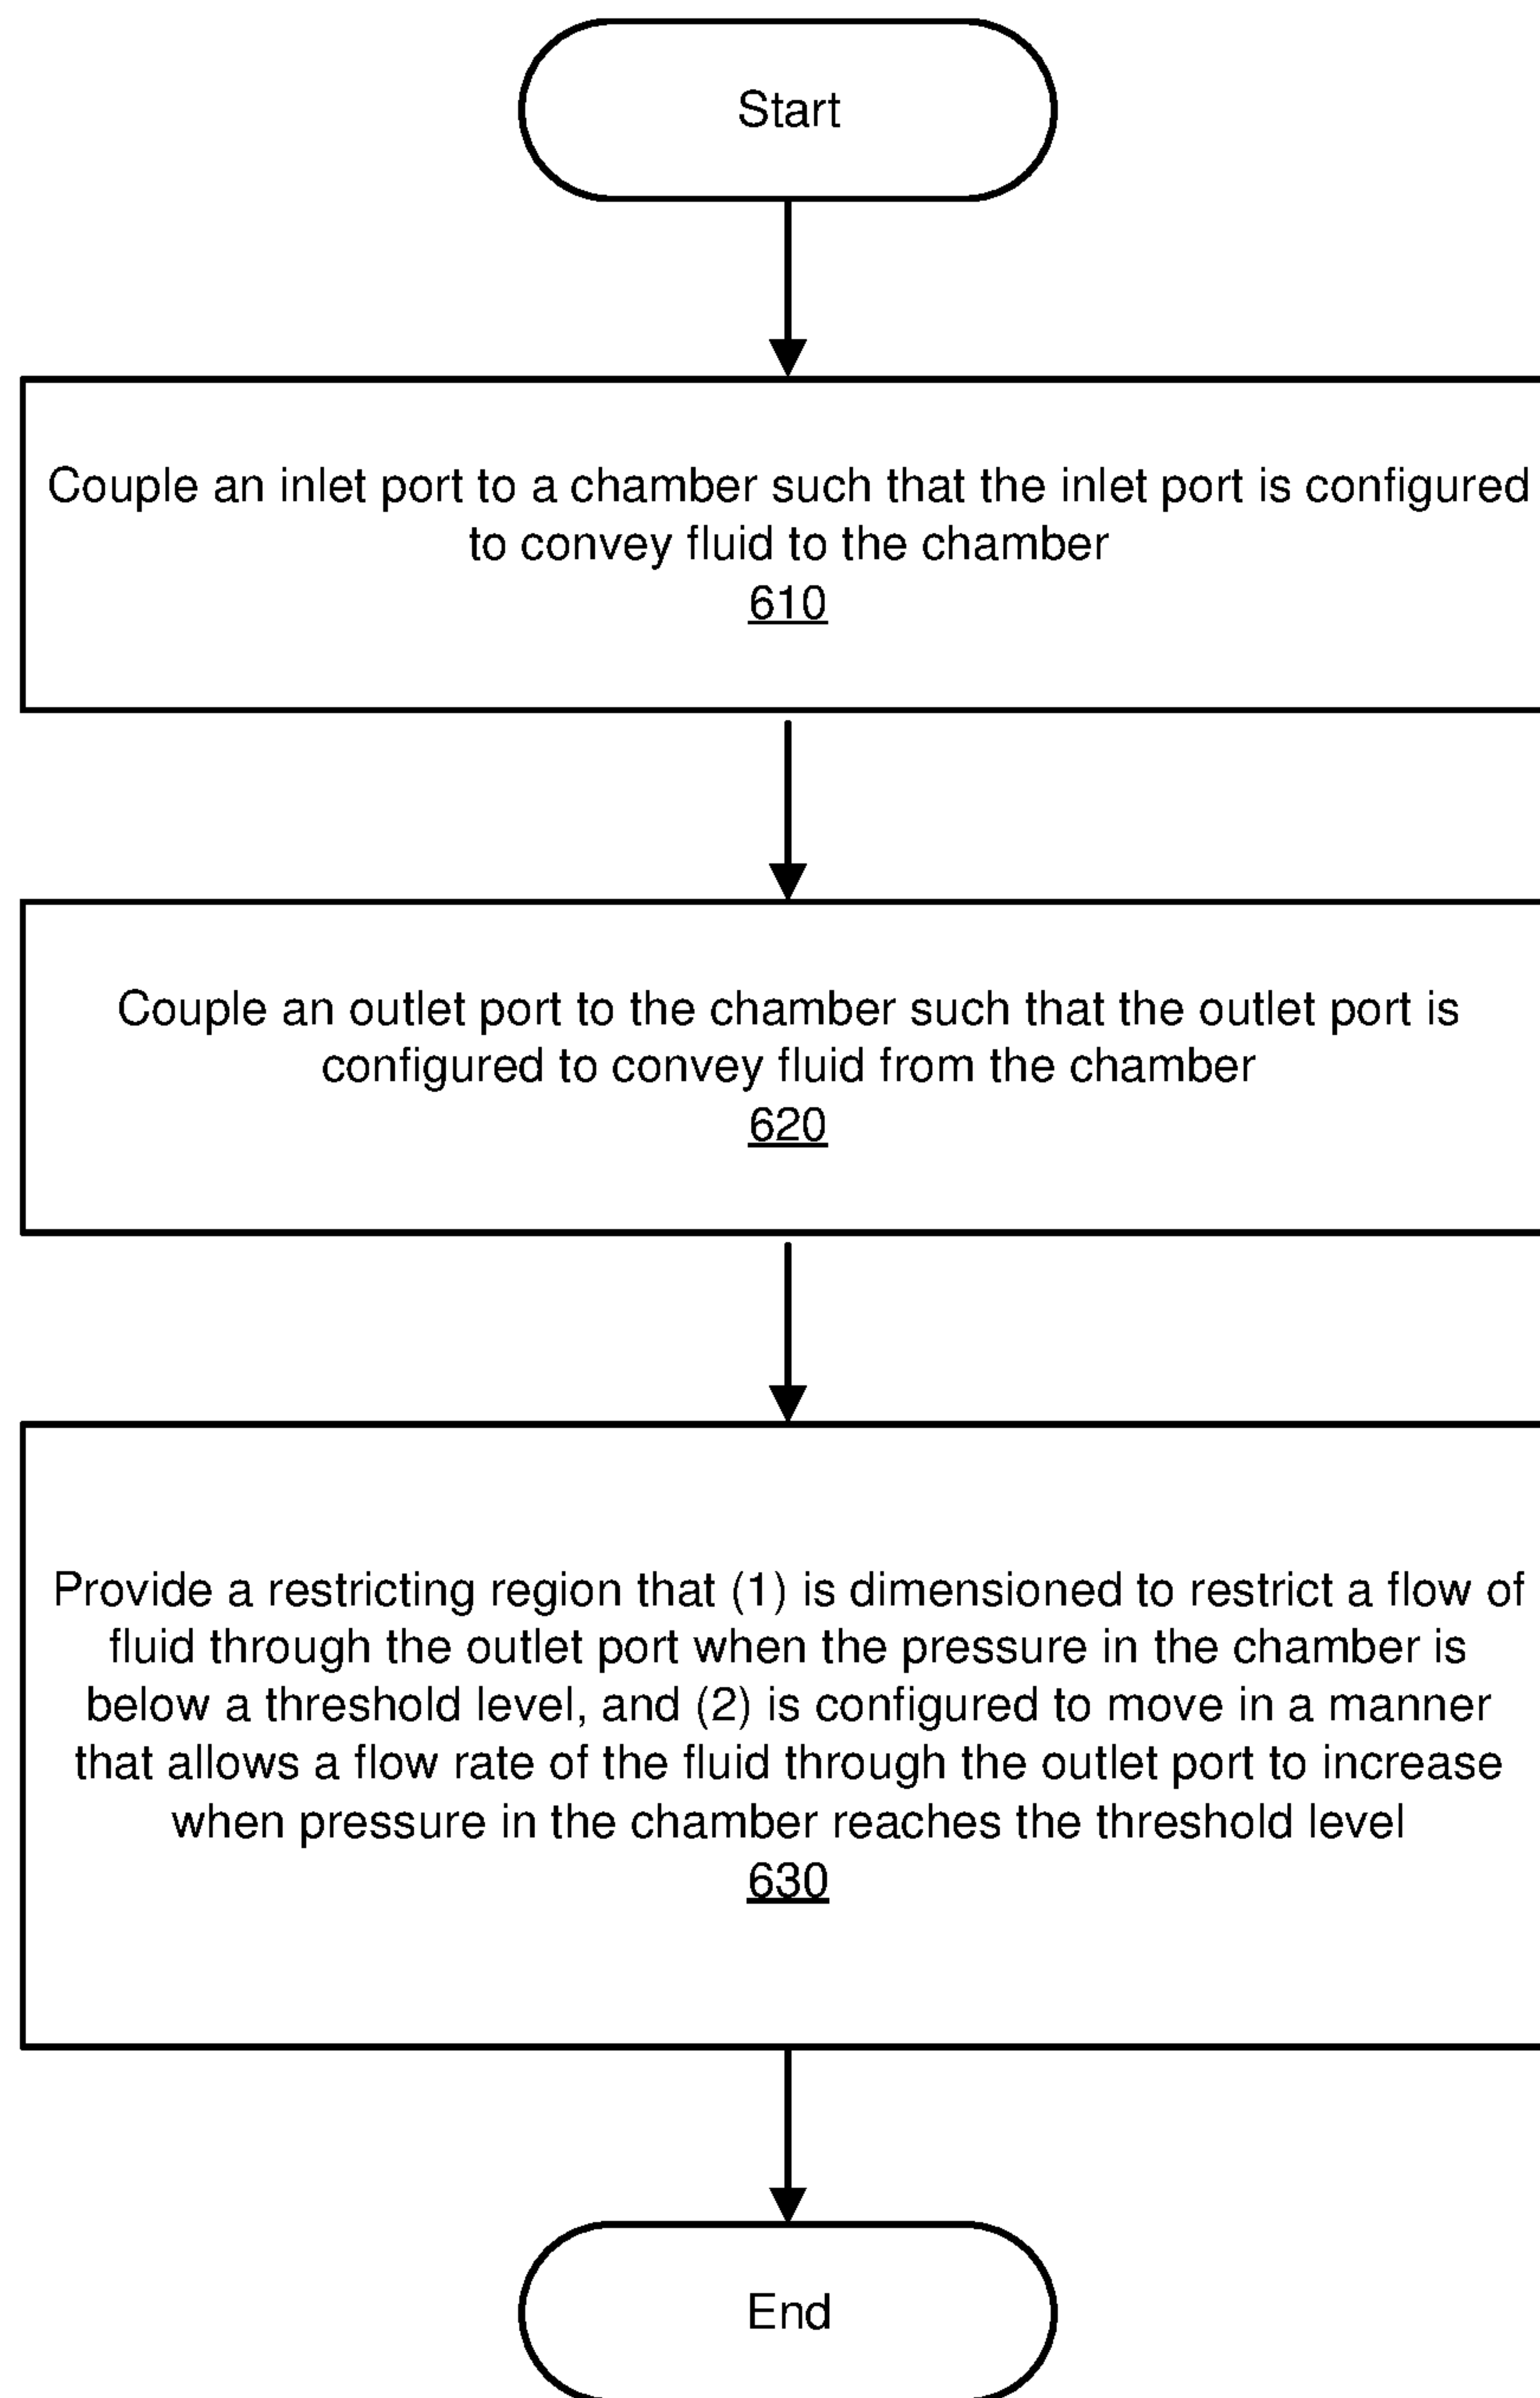 Start
Couple an inlet port to a chamber such that the inlet port is configured
to convey fluid to the chamber
610
Couple an outlet port to the chamber such that the outlet port is
configured to convey fluid from the chamber
620
Provide a restricting region that (1) is dimensioned to restrict a flow of
fluid through the outlet port when the pressure in the chamber is
below a threshold level, and (2) is configured to move in a manner
that allows a flow rate of the fluid through the outlet port to increase
when pressure in the chamber reaches the threshold level
630
End